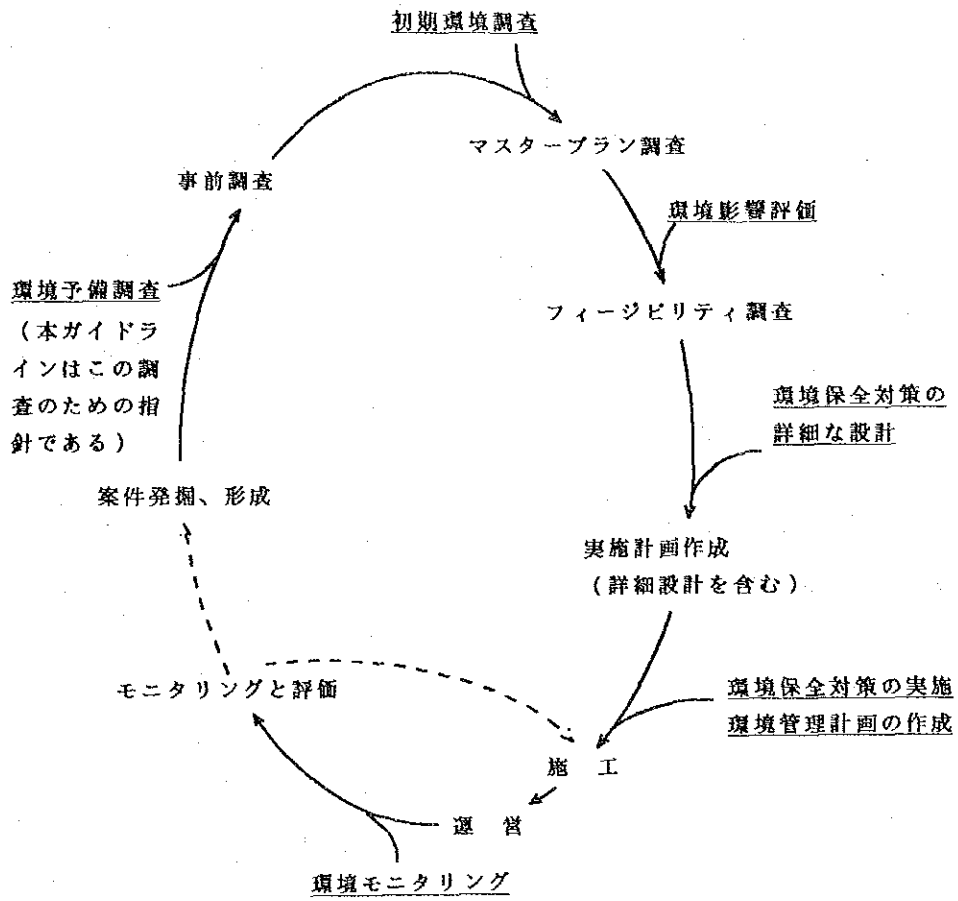 初期環境調査
マスタープラン調査
事前調査
環境影響評価
環境予備調査
(本ガイドラ
インはこの調
査のための指
針である)
フィージビリティ調査
環境保全対策の
詳細な設計
案件発掘、形成
実施計画作成
(詳細設計を含む)
モニタリングと評価
環境保全対策の実施
環境管理計画の作成
施 工
運 営
環境モニタリング